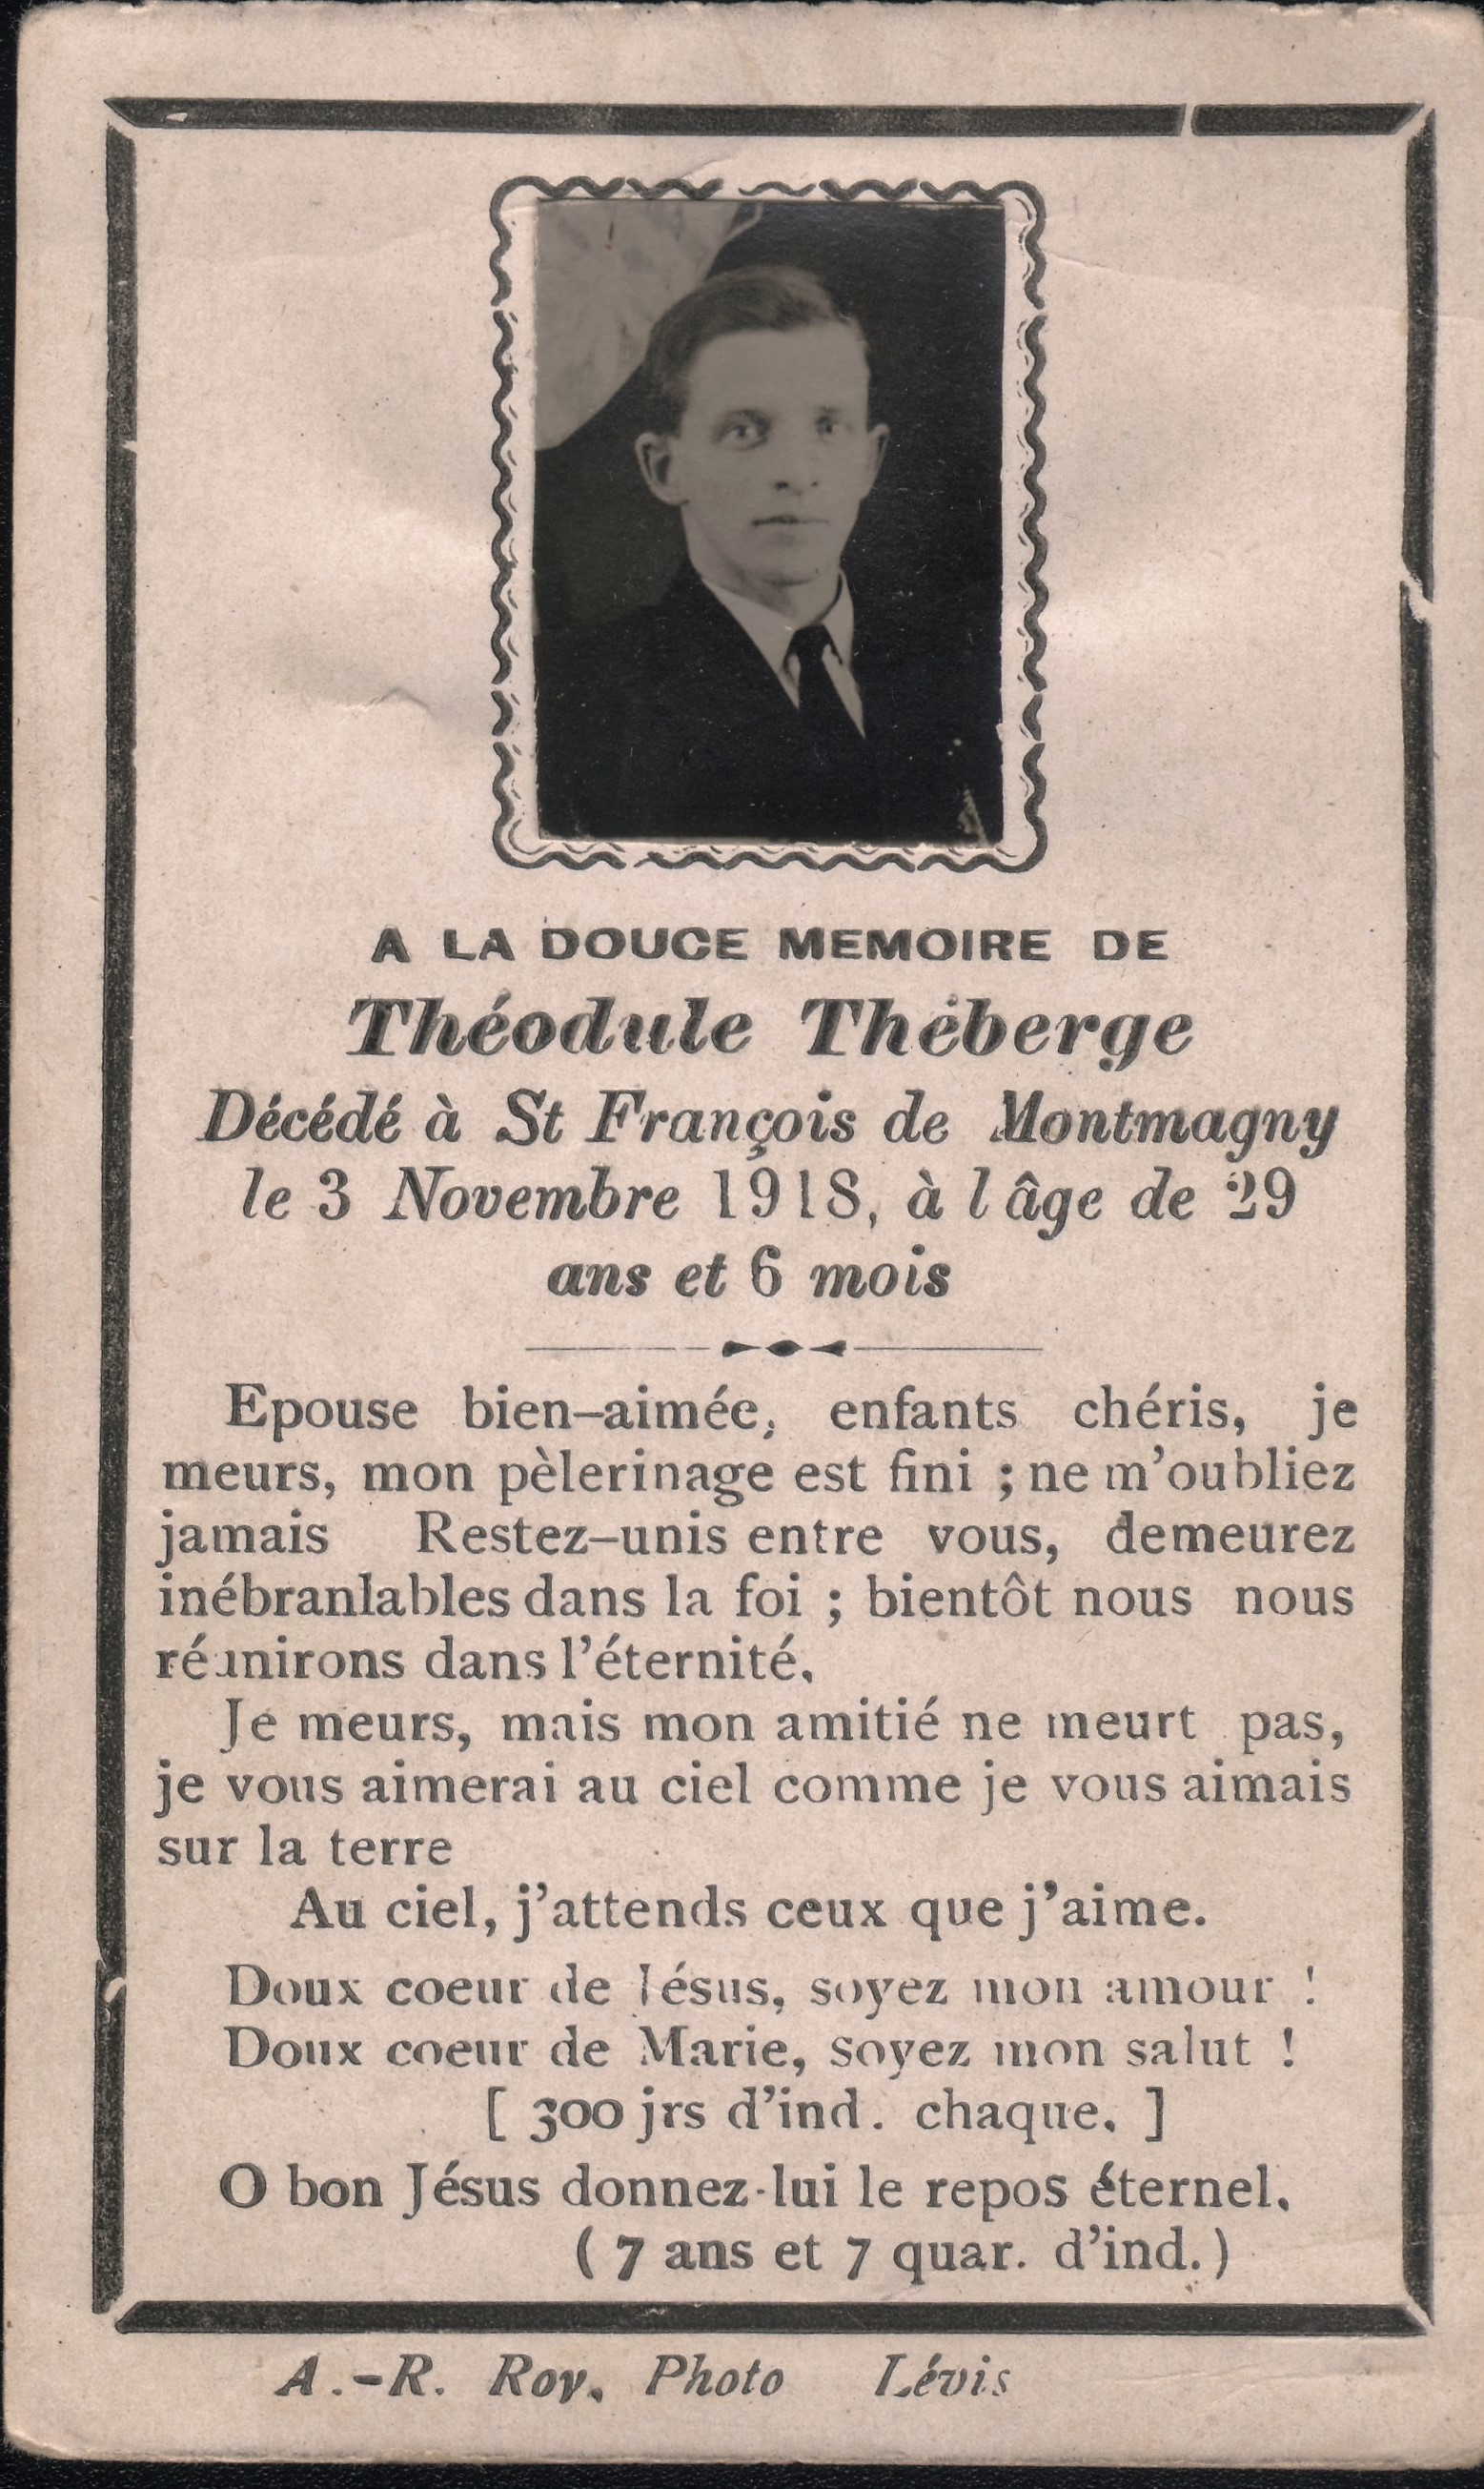 A LA DOUCE MEMOIRE DE
Théodule Théberge
Décédé à St François de Montmagny
le 3 Novembre 1918, à l âge de 29
ans et 6 mois
Epouse bien-aimée, enfants chéris, je
meurs, mon pèlerinage est fini ; ne m'oubliez
jamais Restez-unis entre vous, demeurez
inébranlables dans la foi ; bientôt nous nous
réunirons dans l'éternité.
Je meurs, mais mon amitié ne meurt pas,
je vous aimerai au ciel comme je vous aimais
sur la terre
Au ciel, j'attends ceux que j'aime.
Doux coeur de Jésus, soyez mon amour !
Doux coeur de Marie, soyez mon salut !
[ 300 jrs d'ind. chaque. ]
O bon Jésus donnez-lui le repos éternel.
( 7 ans et 7 quar. d'ind. )
A.-R. Roy, Photo Lévis